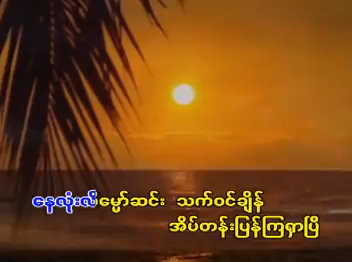 နေလုံးလဲမှော်ဆင်း သက်ဝင်ချိန်
အိပ်တန်းပြန်ကြရှာပြီ